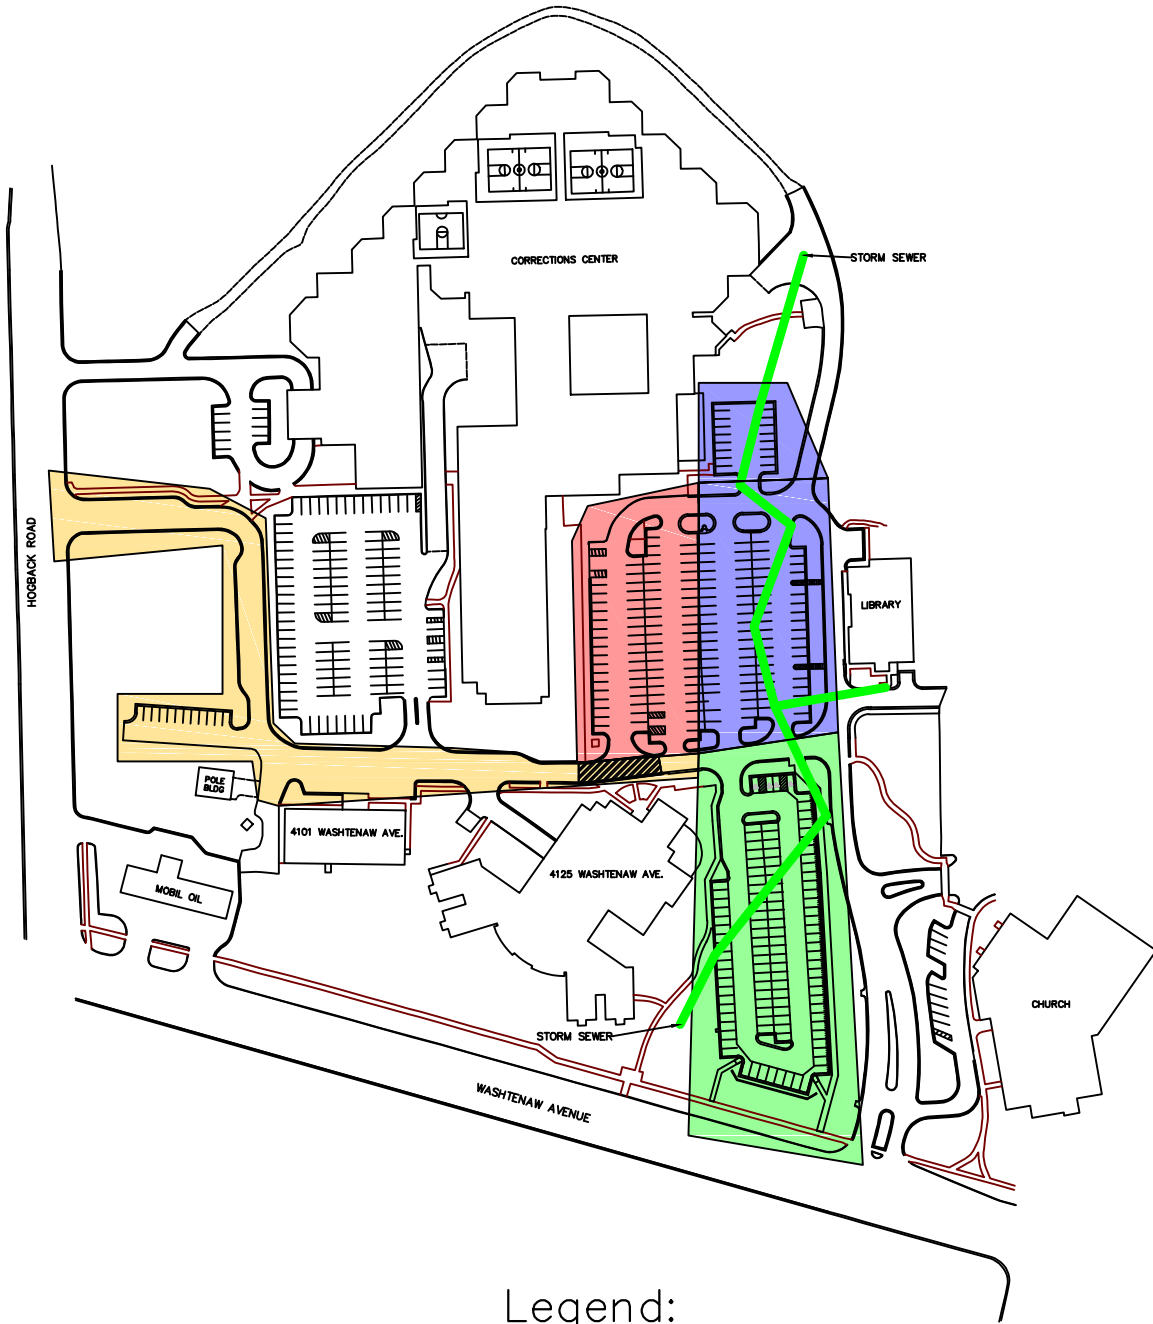 CORRECTIONS CENTER
STORM SEWER
HOGBACK ROAD
LIBRARY
POLE
BLDG
4101 WASHTENAW AVE.
4125 WASHTENAW AVE.
MOBIL OIL
CHURCH
STORM SEWER
WASHTENAW AVENUE
Legend: